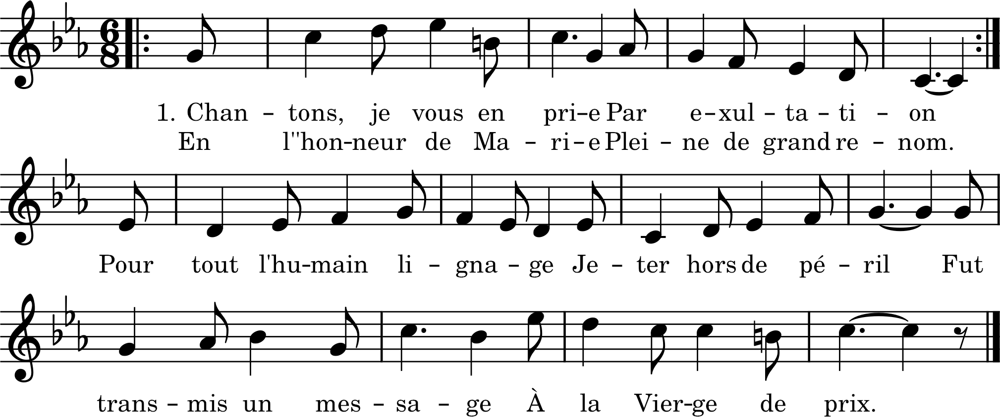 6
8
1. Chan - tons, je vous en pri - e Par e - xul - ta - ti - on
En l''hon - neur de Ma - ri - e Plei - ne de grand re - nom.
Pour tout l'hu - main li - gna - ge Je - ter hors de pé - ril Fut
trans - mis un mes - sa - ge À la Vier - ge de prix.